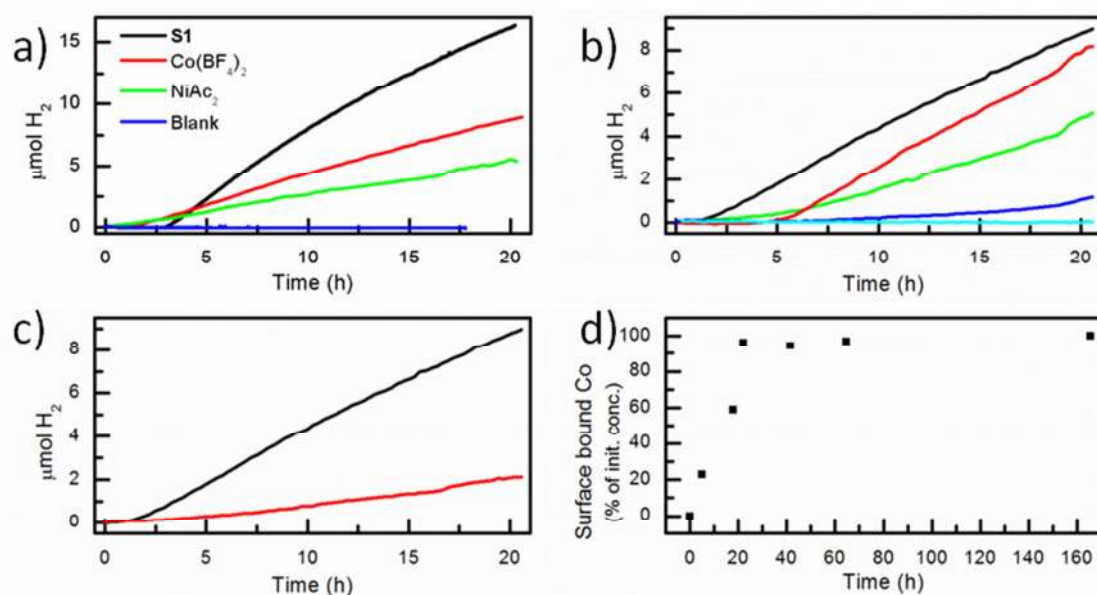 a)
μmol H₂
15
10
5
0
S1
Co(BF₄)₂
NiAc₂
Blank
0 5 10 15 20
Time (h)
b)
μmol H₂
8
6
4
2
0
0 5 10 15 20
Time (h)
c)
μmol H₂
8
6
4
2
0
0 5 10 15 20
Time (h)
d)
Surface bound Co
(% of init. conc.)
100
80
60
40
20
0
0 20 40 60 80 100 120 140 160
Time (h)